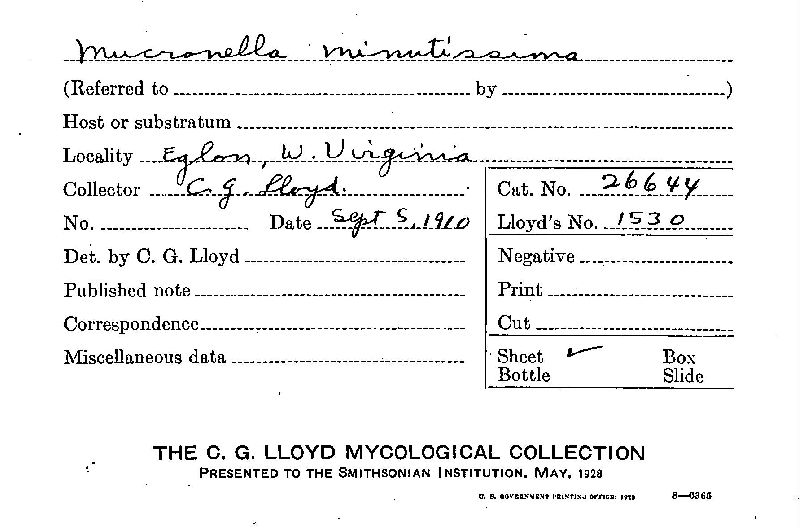 Mucronella minutissima
(Referred to by )
Host or substratum
Locality Eglon, W. Virginia
Collector C. G. Lloyd.
Cat. No. 26644
No. Date Sept 5, 1910
Lloyd's No. 1530
Det. by C. G. Lloyd
Negative
Published note
Print
Correspondence
Cut
Miscellaneous data
Sheet ✓ Box
Bottle Slide
THE C. G. LLOYD MYCOLOGICAL COLLECTION
PRESENTED TO THE SMITHSONIAN INSTITUTION, MAY, 1928
U. S. GOVERNMENT PRINTING OFFICE: 8—6365